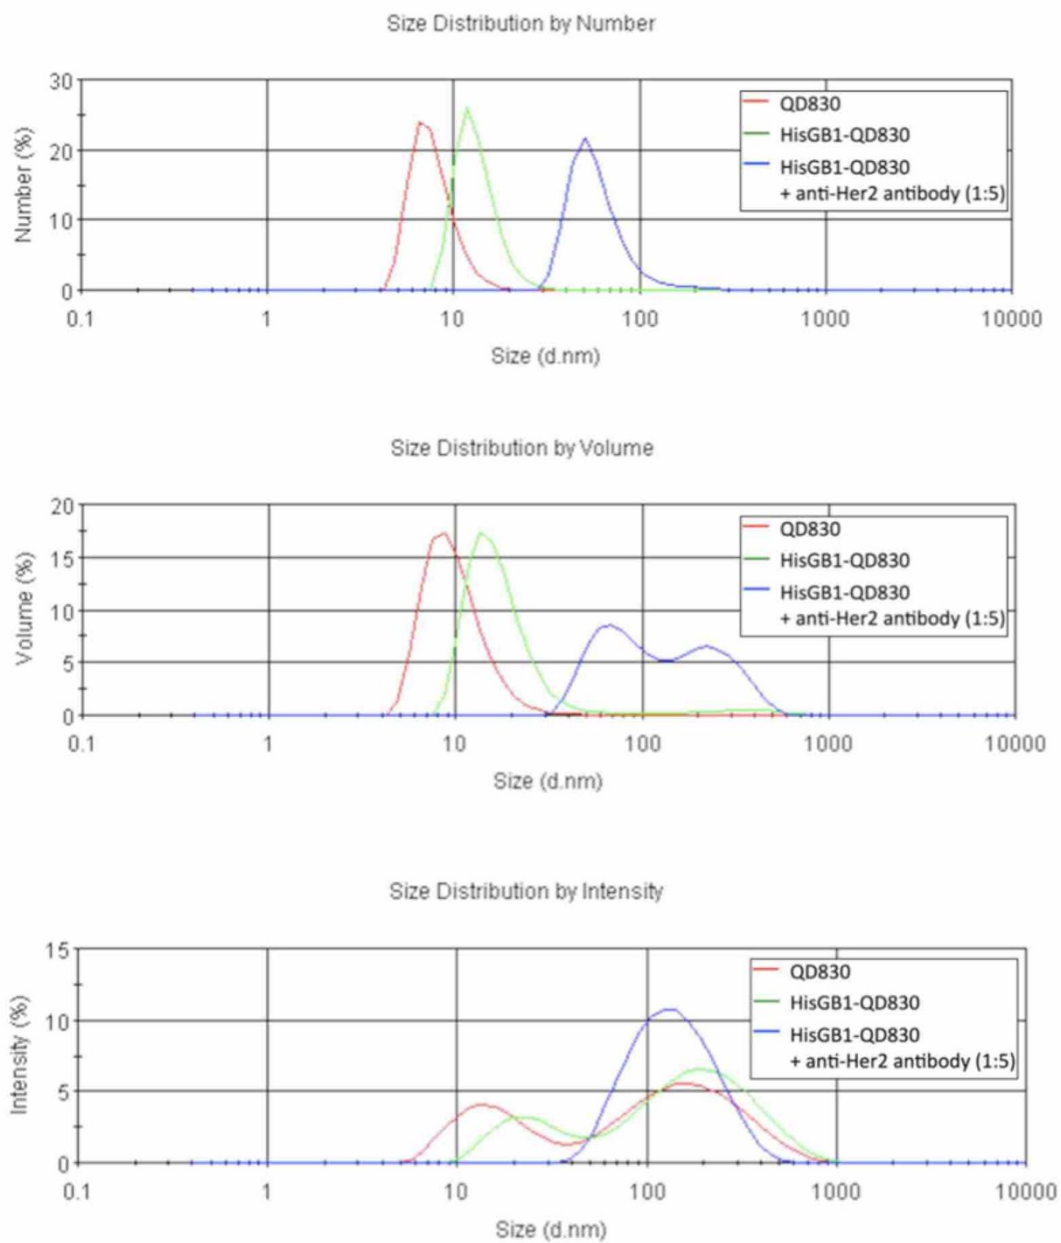 Size Distribution by Number
30
20
10
0
Number (%)
0.1 1 10 100 1000 10000
Size (d.nm)
QD830
HisGB1-QD830
HisGB1-QD830
+ anti-Her2 antibody (1:5)
Size Distribution by Volume
20
15
10
5
0
Volume (%)
0.1 1 10 100 1000 10000
Size (d.nm)
QD830
HisGB1-QD830
HisGB1-QD830
+ anti-Her2 antibody (1:5)
Size Distribution by Intensity
15
10
5
0
Intensity (%)
0.1 1 10 100 1000 10000
Size (d.nm)
QD830
HisGB1-QD830
HisGB1-QD830
+ anti-Her2 antibody (1:5)